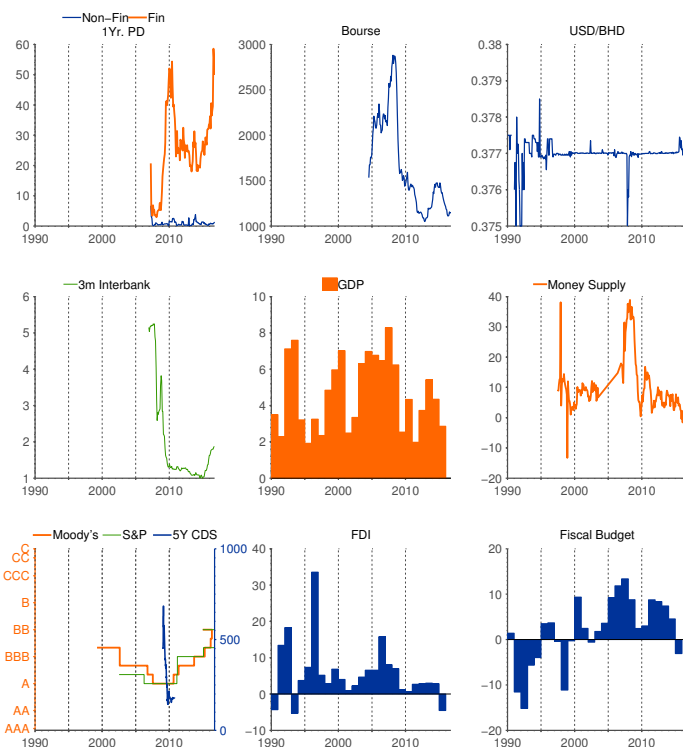 Non-Fin Fin
1Yr. PD
Bourse
USD/BHD
60
50
40
30
20
10
0
1990 2000 2010
3000
2500
2000
1500
1000
1990 2000 2010
0.38
0.378
0.377
0.376
0.375
1990 2000 2010
3m Interbank
GDP
Money Supply
6
5
4
3
2
1
1990 2000 2010
10
8
6
4
2
0
1990 2000 2010
40
30
20
10
0
−10
−20
1990 2000 2010
Moody's S&P 5Y CDS
FDI
Fiscal Budget
C
CC
CCC
B
BB
BBB
A
AA
AAA
1000
500
0
1990 2000 2010
40
30
20
10
0
−10
1990 2000 2010
20
10
0
−10
−20
1990 2000 2010